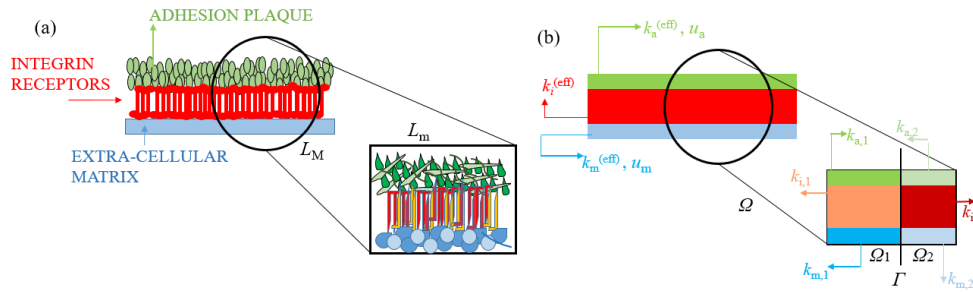 (a)
ADHESION PLAQUE
INTEGRIN
RECEPTORS
EXTRA-CELLULAR
MATRIX
L_M
L_m
(b)
k_a^(eff) , u_a
k_i^(eff)
k_m^(eff) , u_m
Ω
k_a,1
k_a,2
k_i,1
k_i
k_m,1
Ω1
Ω2
k_m,2
Γ